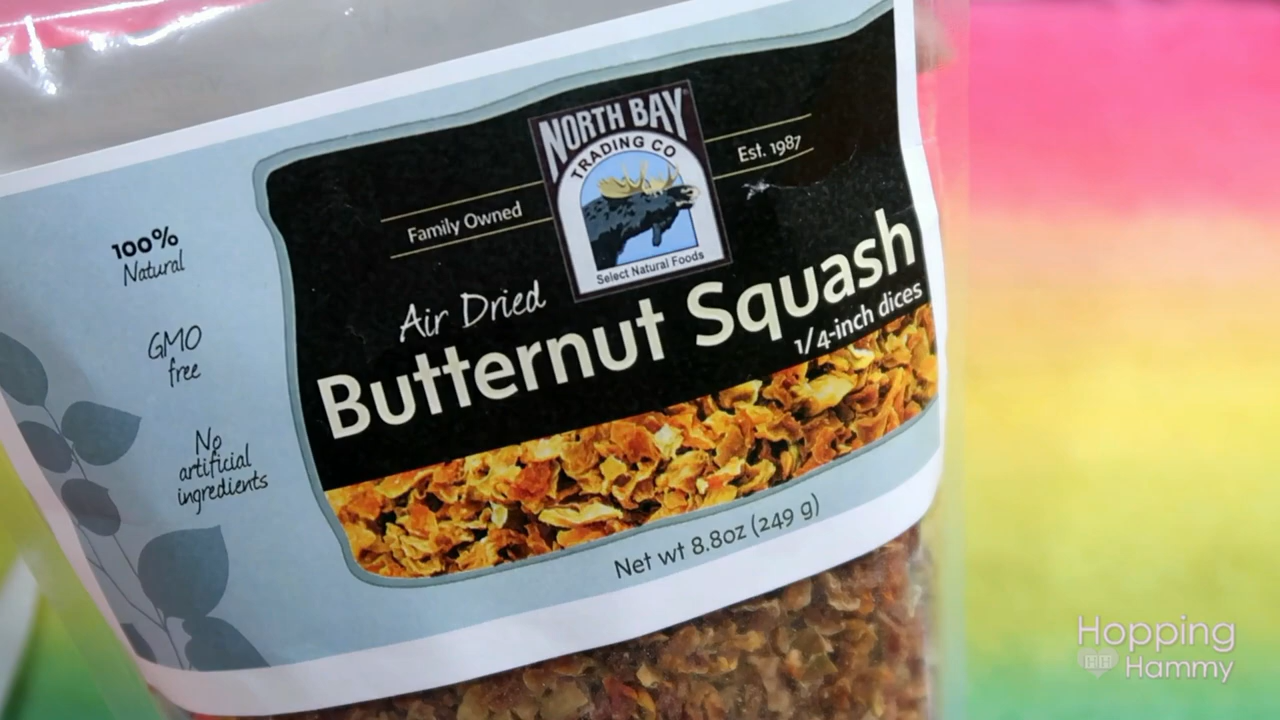 NORTH BAY
TRADING CO
Select Natural Foods
Family Owned
Est. 1987
Air Dried
Butternut Squash
1/4-inch dices
100%
Natural
GMO
free
No
artificial
ingredients
Net wt 8.8oz (249 g)
Hopping
HH Hammy